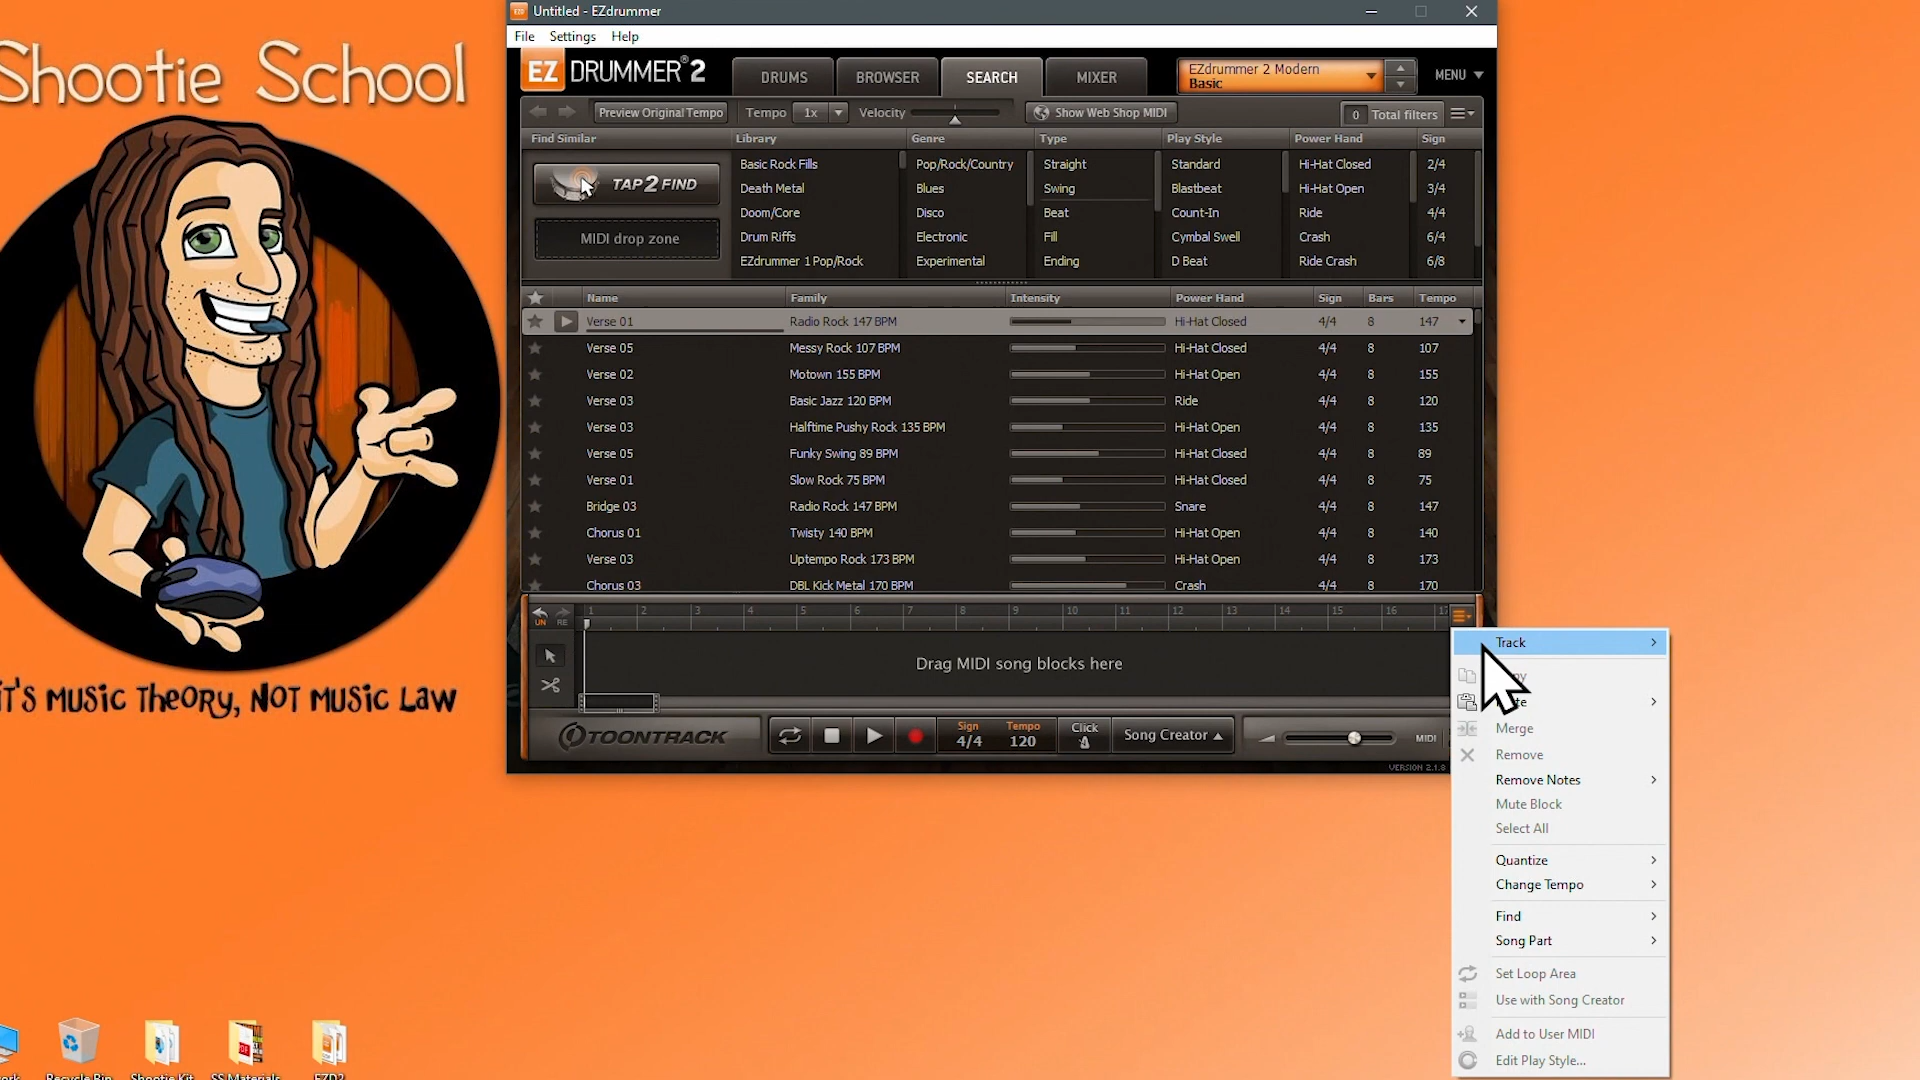 Shootie School
IT'S MUSIC THEORY, NOT MUSIC LAW
Untitled - EZdrummer
File Settings Help
EZ DRUMMER® 2
DRUMS BROWSER SEARCH MIXER
EZdrummer 2 Modern
Basic
MENU
Preview Original Tempo Tempo 1x Velocity Show Web Shop MIDI 0 Total filters
Find Similar Library Genre Type Play Style Power Hand Sign
TAP2FIND
MIDI drop zone
Basic Rock Fills Pop/Rock/Country Straight Standard Hi-Hat Closed 2/4
Death Metal Blues Swing Blastbeat Hi-Hat Open 3/4
Doom/Core Disco Beat Count-In Ride 4/4
Drum Riffs Electronic Fill Cymbal Swell Crash 6/4
EZdrummer 1 Pop/Rock Experimental Ending D Beat Ride Crash 6/8
Name Family Intensity Power Hand Sign Bars Tempo
Verse 01 Radio Rock 147 BPM Hi-Hat Closed 4/4 8 147
Verse 05 Messy Rock 107 BPM Hi-Hat Closed 4/4 8 107
Verse 02 Motown 155 BPM Hi-Hat Open 4/4 8 155
Verse 03 Basic Jazz 120 BPM Ride 4/4 8 120
Verse 03 Halftime Pushy Rock 135 BPM Hi-Hat Open 4/4 8 135
Verse 05 Funky Swing 89 BPM Hi-Hat Closed 4/4 8 89
Verse 01 Slow Rock 75 BPM Hi-Hat Closed 4/4 8 75
Bridge 03 Radio Rock 147 BPM Snare 4/4 8 147
Chorus 01 Twisty 140 BPM Hi-Hat Open 4/4 8 140
Verse 03 Uptempo Rock 173 BPM Hi-Hat Open 4/4 8 173
Chorus 03 DBL Kick Metal 170 BPM Crash 4/4 8 170
UN RE 1 2 3 4 5 6 7 8 9 10 11 12 13 14 15 16 17
Drag MIDI song blocks here
TOONTRACK
Sign 4/4
Tempo 120
Click
Song Creator
MIDI
VERSION 2.1.8
Track
Merge
Remove
Remove Notes
Mute Block
Select All
Quantize
Change Tempo
Find
Song Part
Set Loop Area
Use with Song Creator
Add to User MIDI
Edit Play Style...
Recycle Bin Shootie Kit SS Materials EZD2